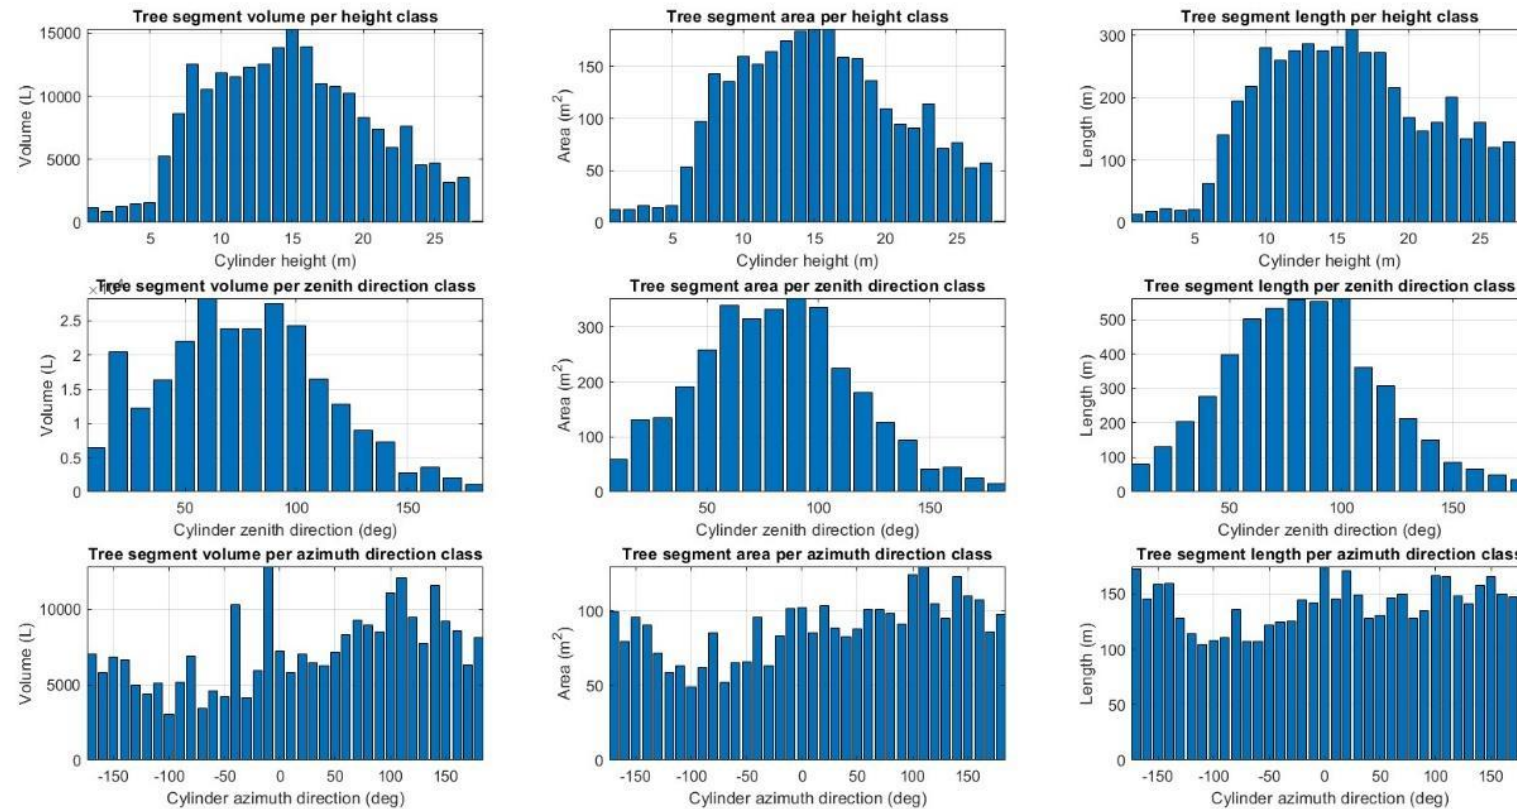 Tree segment volume per height class
Volume (L)
15000
10000
5000
0
5 10 15 20 25
Cylinder height (m)
Tree segment area per height class
Area (m²)
150
100
50
0
5 10 15 20 25
Cylinder height (m)
Tree segment length per height class
Length (m)
300
200
100
0
5 10 15 20 25
Cylinder height (m)
Tree segment volume per zenith direction class
Volume (L)
2.5
2
1.5
1
0.5
0
50 100 150
Cylinder zenith direction (deg)
Tree segment area per zenith direction class
Area (m²)
300
200
100
0
50 100 150
Cylinder zenith direction (deg)
Tree segment length per zenith direction class
Length (m)
500
400
300
200
100
0
50 100 150
Cylinder zenith direction (deg)
Tree segment volume per azimuth direction class
Volume (L)
10000
5000
0
-150 -100 -50 0 50 100 150
Cylinder azimuth direction (deg)
Tree segment area per azimuth direction class
Area (m²)
100
50
0
-150 -100 -50 0 50 100 150
Cylinder azimuth direction (deg)
Tree segment length per azimuth direction class
Length (m)
150
100
50
0
-150 -100 -50 0 50 100 150
Cylinder azimuth direction (deg)